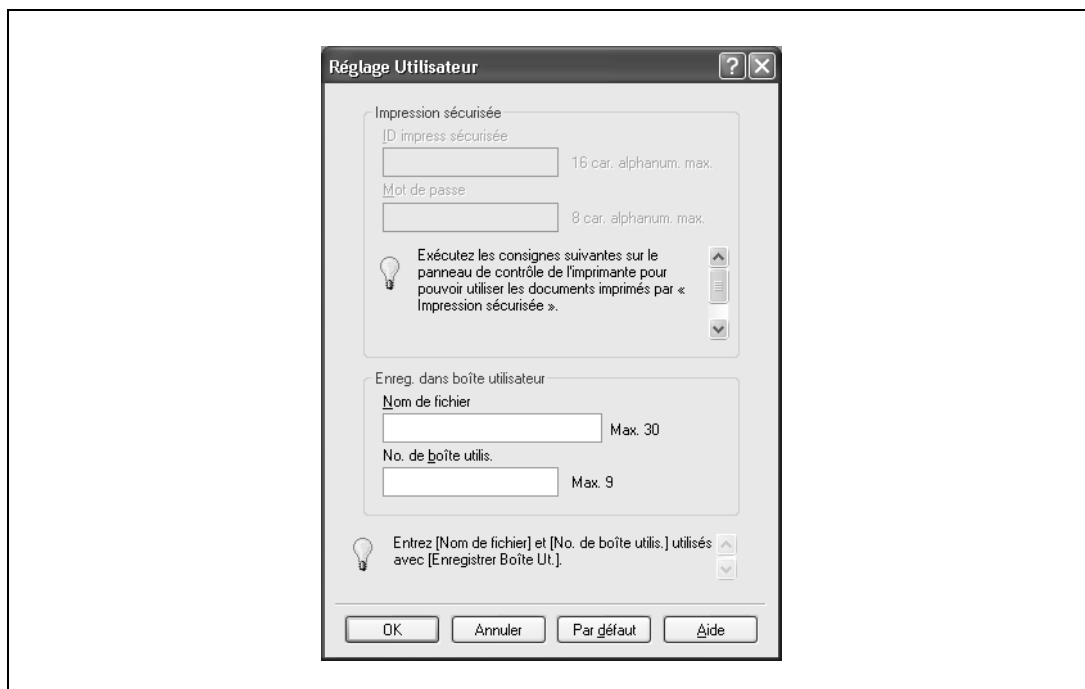 Réglage Utilisateur
Impression sécurisée
ID impress sécurisée
16 car. alphanum. max.
Mot de passe
8 car. alphanum. max.
Exécutez les consignes suivantes sur le
panneau de contrôle de l'imprimante pour
pouvoir utiliser les documents imprimés par «
Impression sécurisée ».
Enreg. dans boîte utilisateur
Nom de fichier
Max. 30
No. de boîte utilis.
Max. 9
Entrez [Nom de fichier] et [No. de boîte utilis.] utilisés
avec [Enregistrer Boîte Ut.].
OK Annuler Par défaut Aide